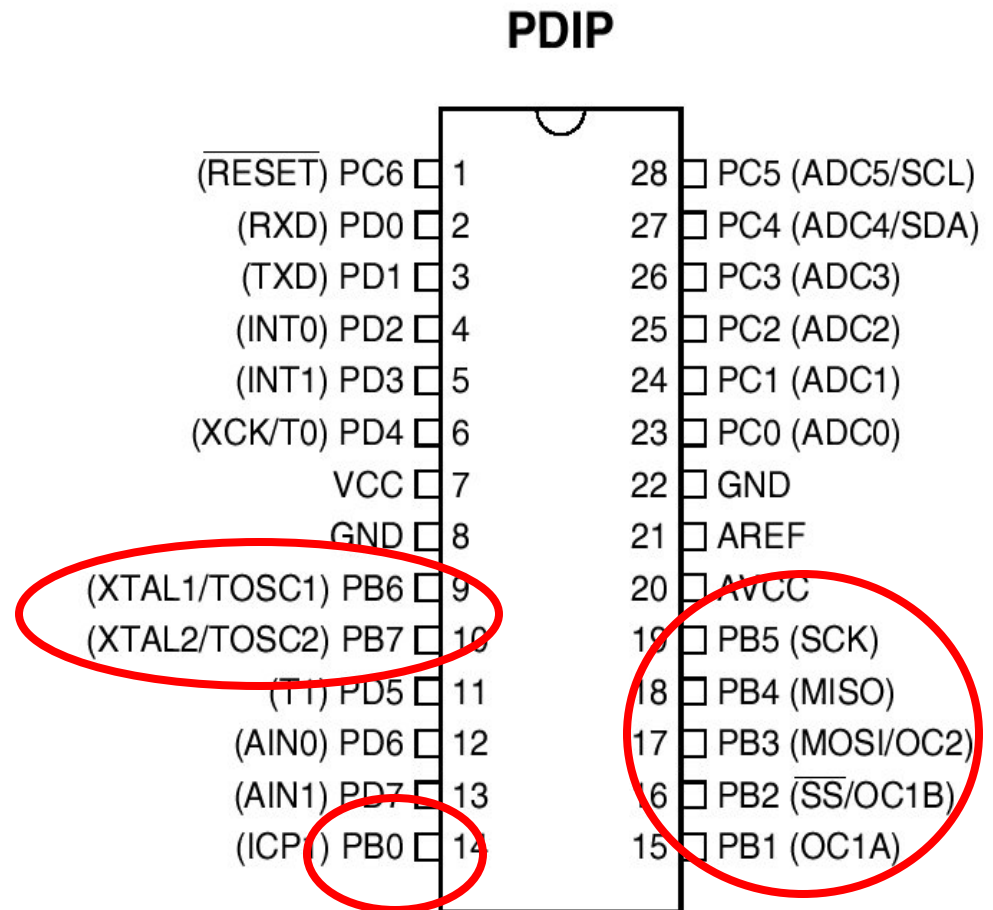 PDIP
(RESET) PC6 1 28 PC5 (ADC5/SCL)
(RXD) PD0 2 27 PC4 (ADC4/SDA)
(TXD) PD1 3 26 PC3 (ADC3)
(INT0) PD2 4 25 PC2 (ADC2)
(INT1) PD3 5 24 PC1 (ADC1)
(XCK/T0) PD4 6 23 PC0 (ADC0)
VCC 7 22 GND
GND 8 21 AREF
(XTAL1/TOSC1) PB6 9 20 AVCC
(XTAL2/TOSC2) PB7 10 19 PB5 (SCK)
(T1) PD5 11 18 PB4 (MISO)
(AIN0) PD6 12 17 PB3 (MOSI/OC2)
(AIN1) PD7 13 16 PB2 (SS/OC1B)
(ICP1) PB0 14 15 PB1 (OC1A)